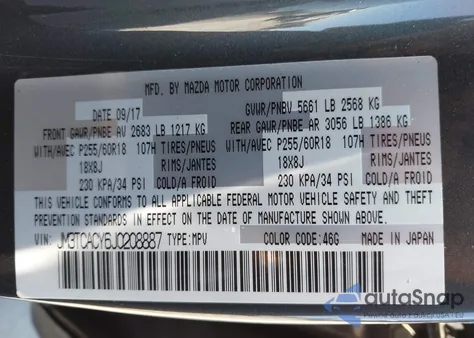 MFD. BY MAZDA MOTOR CORPORATION
DATE 09/17 GVWR/PNBV 5661 LB 2568 KG
FRONT GAWR/PNBE AV 2683 LB 1217 KG REAR GAWR/PNBE AR 3056 LB 1386 KG
WITH/AVEC P255/60R18 107H TIRES/PNEUS WITH/AVEC P255/60R18 107H TIRES/PNEUS
18X8J RIMS/JANTES 18X8J RIMS/JANTES
230 KPA/34 PSI COLD/A FROID 230 KPA/34 PSI COLD/A FROID
THIS VEHICLE CONFORMS TO ALL APPLICABLE FEDERAL MOTOR VEHICLE SAFETY AND THEFT
PREVENTION STANDARDS IN EFFECT ON THE DATE OF MANUFACTURE SHOWN ABOVE.
VIN: JM3TCACY6J0208887 TYPE:MPV COLOR CODE:46G MADE IN JAPAN
autoSnap